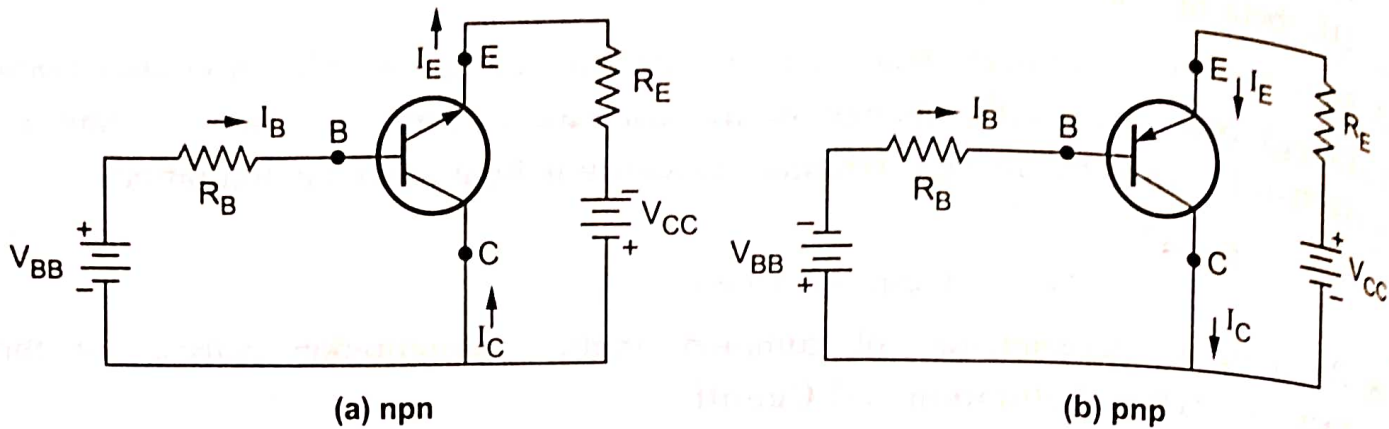 I_E
E
R_E
I_B
B
R_B
+
V_BB
-
-
V_CC
+
C
I_C
(a) npn
E
I_E
R_E
I_B
B
R_B
-
V_BB
+
+
V_CC
-
C
I_C
(b) pnp